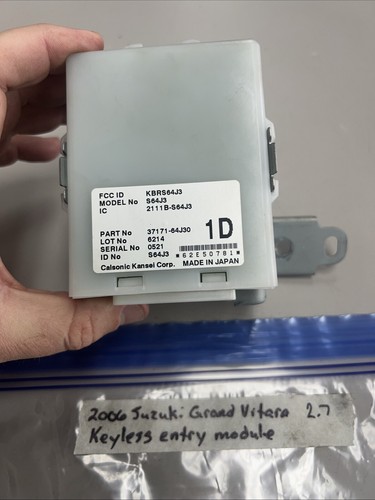 FCC ID KBRS64J3
MODEL No S64J3
IC 2111B-S64J3
PART No 37171-64J30
LOT No 6214
SERIAL No 0521
ID No S64J3
1D
*62E50781*
Calsonic Kansei Corp. MADE IN JAPAN
2006 Suzuki Grand Vitara 2.7
Keyless entry module